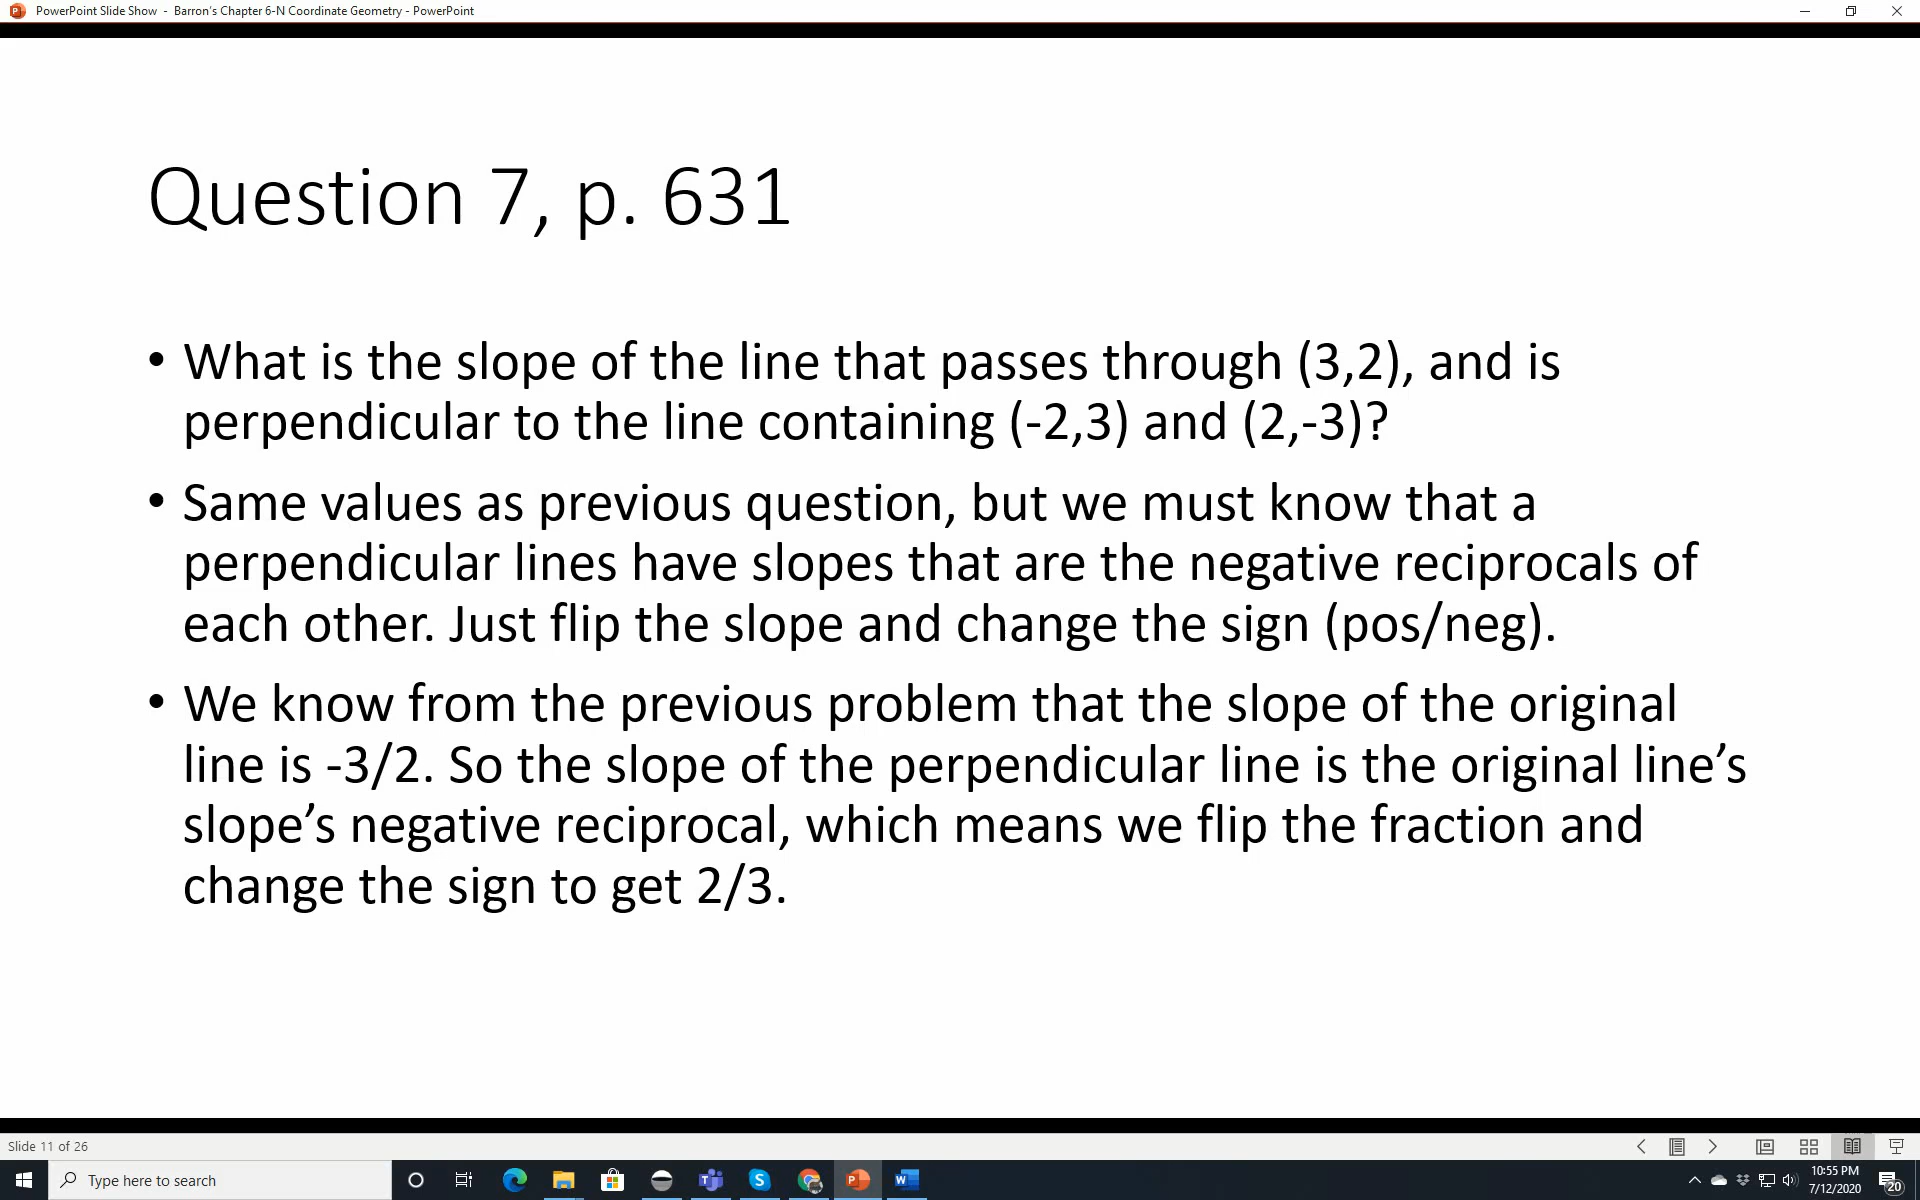 PowerPoint Slide Show - Barron's Chapter 6-N Coordinate Geometry - PowerPoint
Question 7, p. 631
• What is the slope of the line that passes through (3,2), and is
perpendicular to the line containing (-2,3) and (2,-3)?
• Same values as previous question, but we must know that a
perpendicular lines have slopes that are the negative reciprocals of
each other. Just flip the slope and change the sign (pos/neg).
• We know from the previous problem that the slope of the original
line is -3/2. So the slope of the perpendicular line is the original line’s
slope’s negative reciprocal, which means we flip the fraction and
change the sign to get 2/3.
Slide 11 of 26
Type here to search
10:55 PM
7/12/2020
20